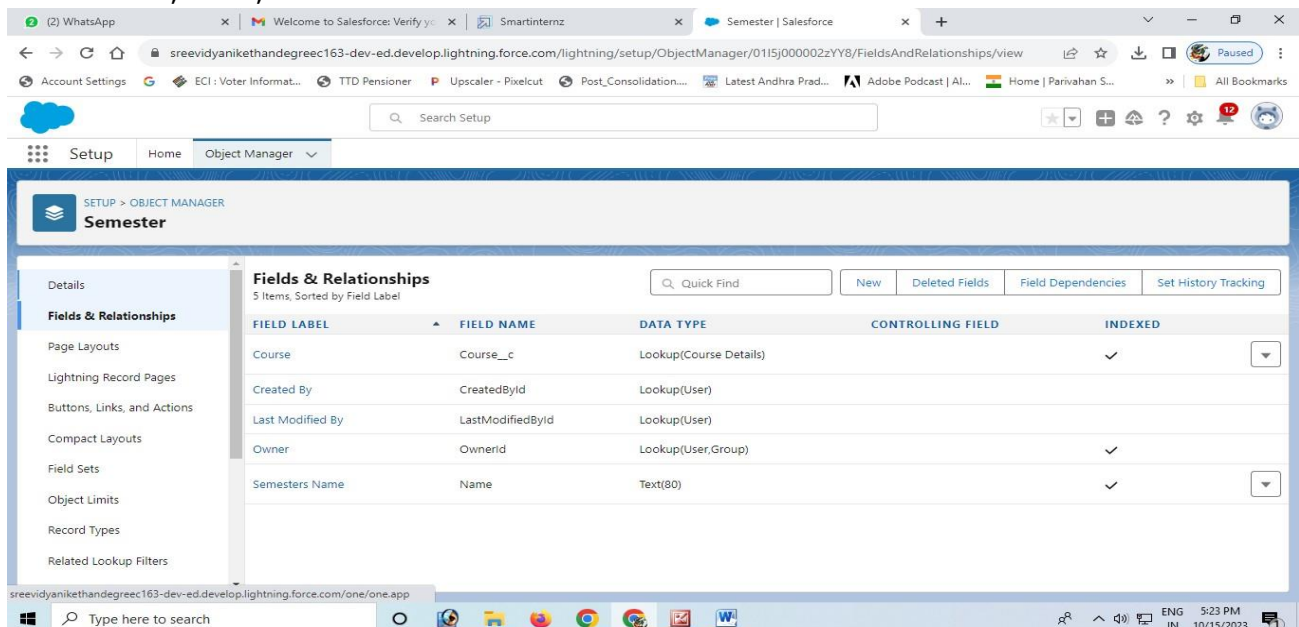 (2) WhatsApp
Welcome to Salesforce: Verify yo
Smartinternz
Semester | Salesforce
sreevidyanikethandegreec163-dev-ed.develop.lightning.force.com/lightning/setup/ObjectManager/01I5j000002zYY8/FieldsAndRelationships/view
Paused
Account Settings
ECI : Voter Informat...
TTD Pensioner
Upscaler - Pixelcut
Post_Consolidation....
Latest Andhra Prad...
Adobe Podcast | AI...
Home | Parivahan S...
»
All Bookmarks
Search Setup
12
Setup
Home
Object Manager
SETUP > OBJECT MANAGER
Semester
Details
Fields & Relationships
Page Layouts
Lightning Record Pages
Buttons, Links, and Actions
Compact Layouts
Field Sets
Object Limits
Record Types
Related Lookup Filters
Fields & Relationships
5 Items, Sorted by Field Label
Quick Find
New
Deleted Fields
Field Dependencies
Set History Tracking
FIELD LABEL FIELD NAME DATA TYPE CONTROLLING FIELD INDEXED
Course Course__c Lookup(Course Details)
Created By CreatedById Lookup(User)
Last Modified By LastModifiedById Lookup(User)
Owner OwnerId Lookup(User,Group)
Semesters Name Name Text(80)
sreevidyanikethandegreec163-dev-ed.develop.lightning.force.com/one/one.app
Type here to search
ENG
IN
5:23 PM
10/15/2023